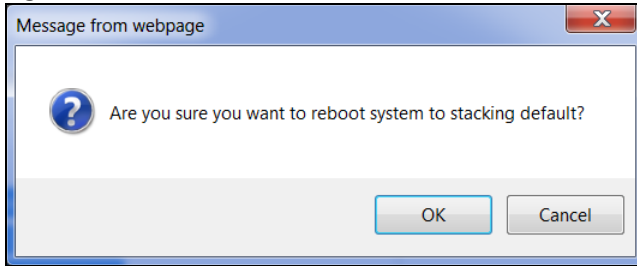 Message from webpage
Are you sure you want to reboot system to stacking default?
OK
Cancel